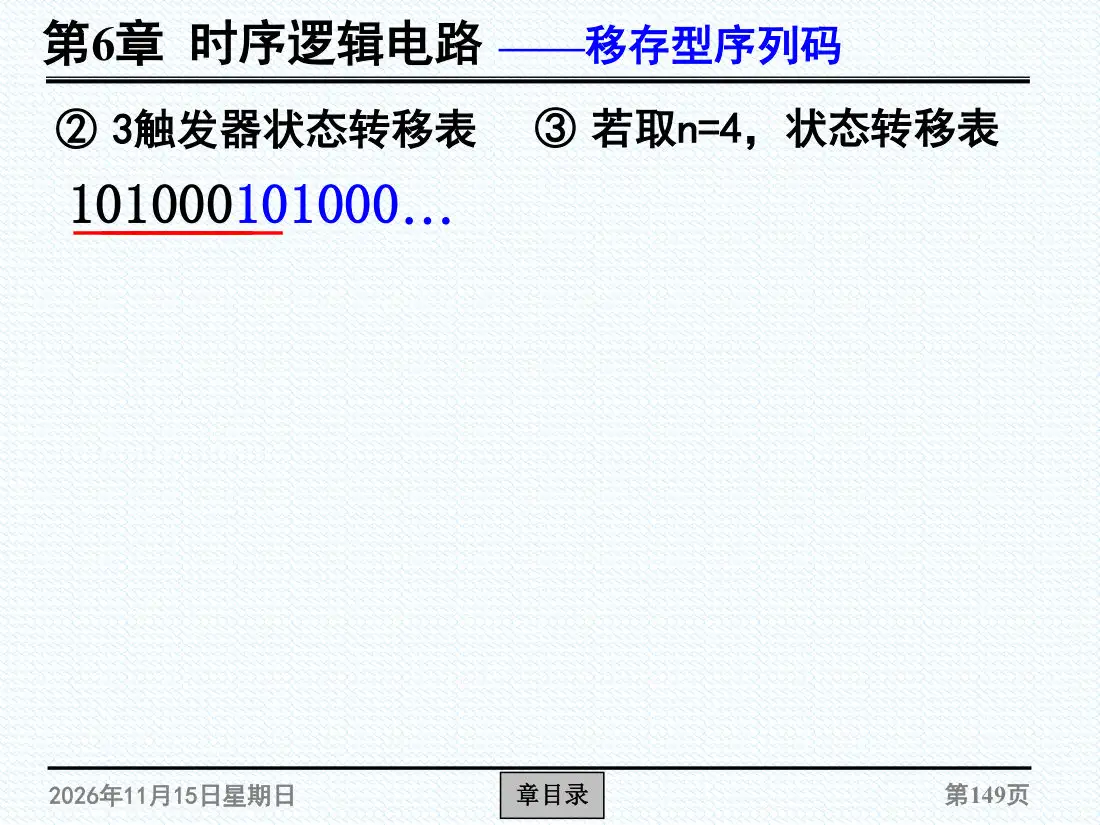 第6章 时序逻辑电路 ——移存型序列码
② 3触发器状态转移表 ③ 若取n=4，状态转移表
101000101000…
2026年11月15日星期日 章目录 第149页